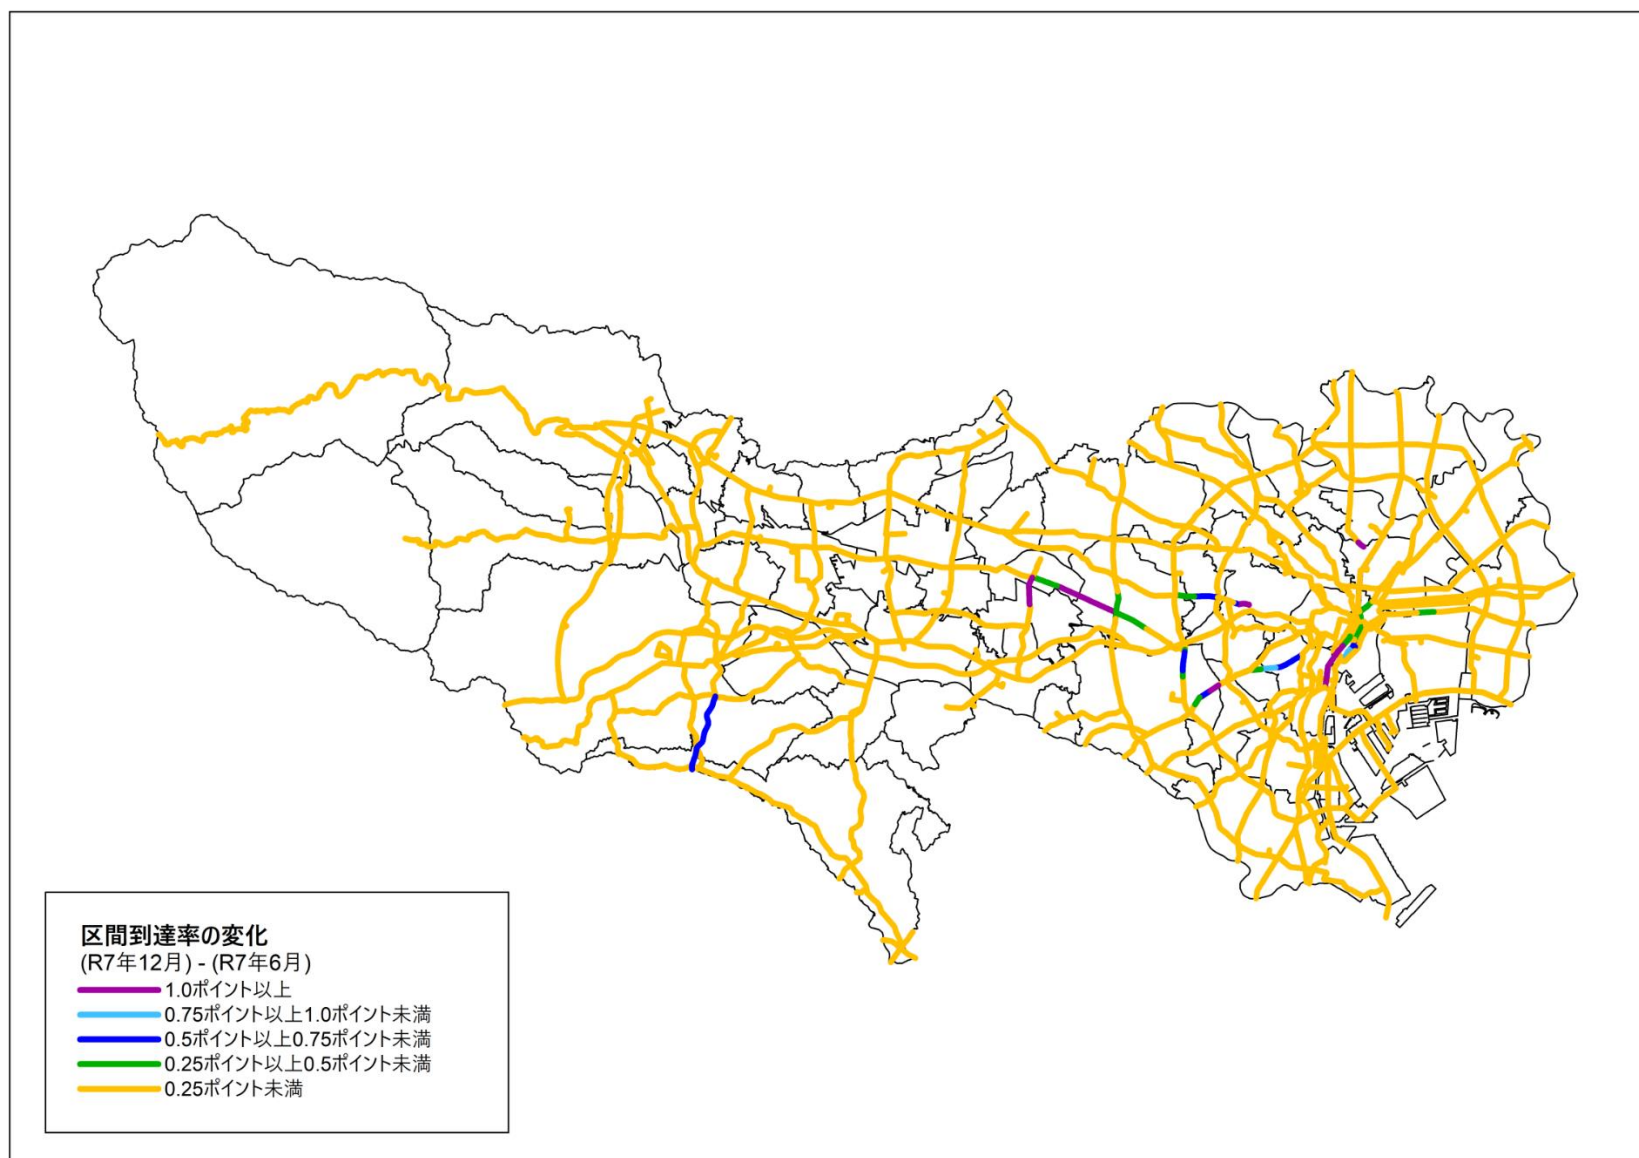 区間到達率の変化
(R7年12月) - (R7年6月)
1.0ポイント以上
0.75ポイント以上1.0ポイント未満
0.5ポイント以上0.75ポイント未満
0.25ポイント以上0.5ポイント未満
0.25ポイント未満